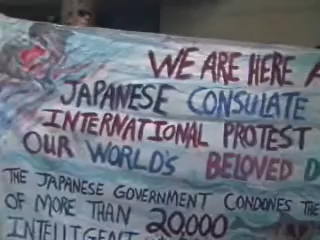 WE ARE HERE
JAPANESE CONSULATE
INTERNATIONAL PROTEST
OUR WORLD'S BELOVED
THE JAPANESE GOVERNMENT CONDONES THE
OF MORE THAN 20,000
INTELLIGENT